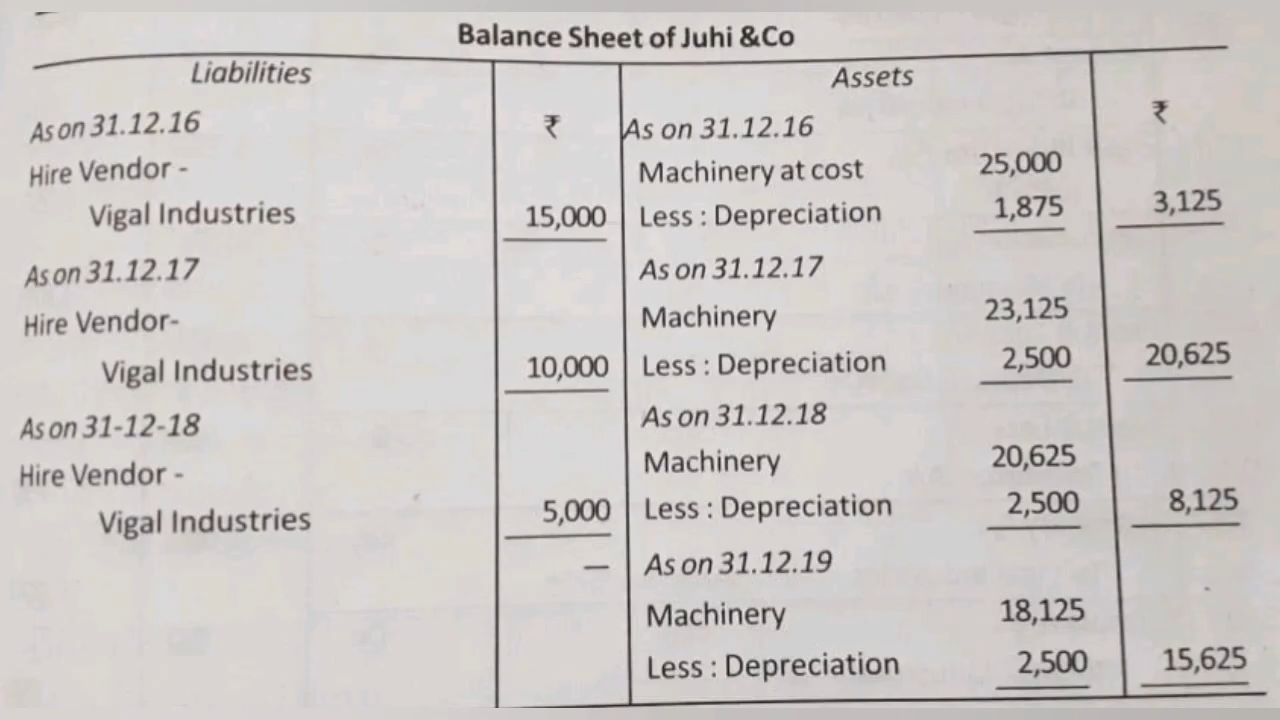 Balance Sheet of Juhi &Co
Liabilities Assets
As on 31.12.16 ₹ As on 31.12.16 ₹
Hire Vendor - Machinery at cost 25,000
Vigal Industries 15,000 Less : Depreciation 1,875 3,125
As on 31.12.17 As on 31.12.17
Hire Vendor- Machinery 23,125
Vigal Industries 10,000 Less : Depreciation 2,500 20,625
As on 31-12-18 As on 31.12.18
Hire Vendor - Machinery 20,625
Vigal Industries 5,000 Less : Depreciation 2,500 8,125
— As on 31.12.19
Machinery 18,125
Less : Depreciation 2,500 15,625